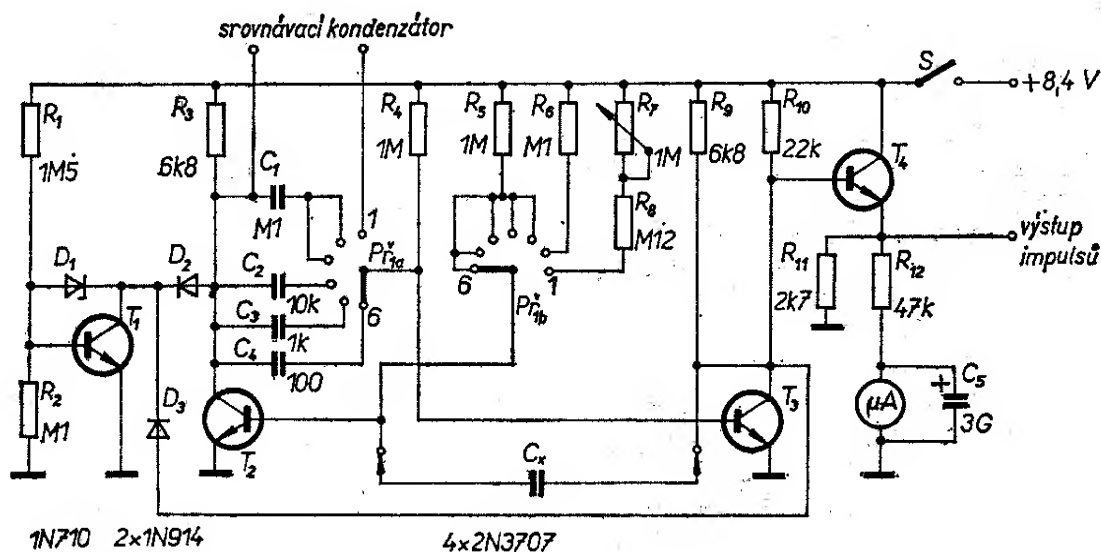 srovnávací kondenzátor
S
+8,4 V
R₁
1M5
R₃
6k8
C₁
M1
R₄
1M
R₅
1M
R₆
M1
R₇
1M
R₈
M12
R₉
6k8
R₁₀
22k
T₄
1
Př₁ₐ
6
6
1
Př₁b
D₁
D₂
C₂
10k
C₃
1k
C₄
100
T₁
R₂
M1
D₃
T₂
Cₓ
T₃
R₁₁
2k7
R₁₂
47k
výstup
impulsů
µA
+
C₅
3G
1N710 2×1N914 4×2N3707